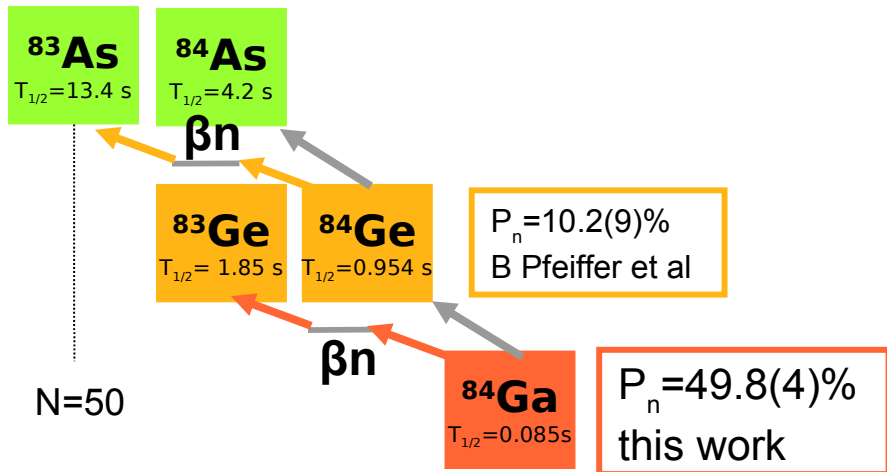 ⁸³As
T₁/₂=13.4 s
⁸⁴As
T₁/₂=4.2 s
βn
⁸³Ge
T₁/₂= 1.85 s
⁸⁴Ge
T₁/₂=0.954 s
Pₙ=10.2(9)%
B Pfeiffer et al
βn
N=50
⁸⁴Ga
T₁/₂=0.085s
Pₙ=49.8(4)%
this work